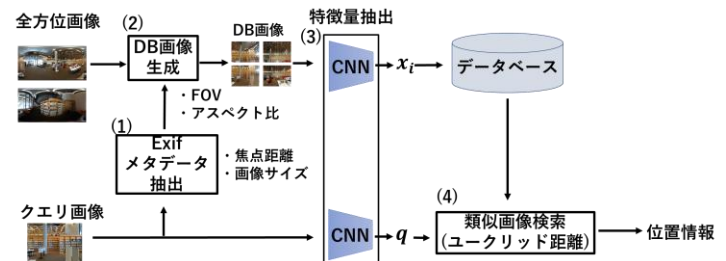 全方位画像
(2)
DB画像
生成
DB画像
(3)
特徴量抽出
CNN
xᵢ
データベース
・FOV
・アスペクト比
(1)
Exif
メタデータ
抽出
・焦点距離
・画像サイズ
クエリ画像
CNN
q
(4)
類似画像検索
(ユークリッド距離)
位置情報